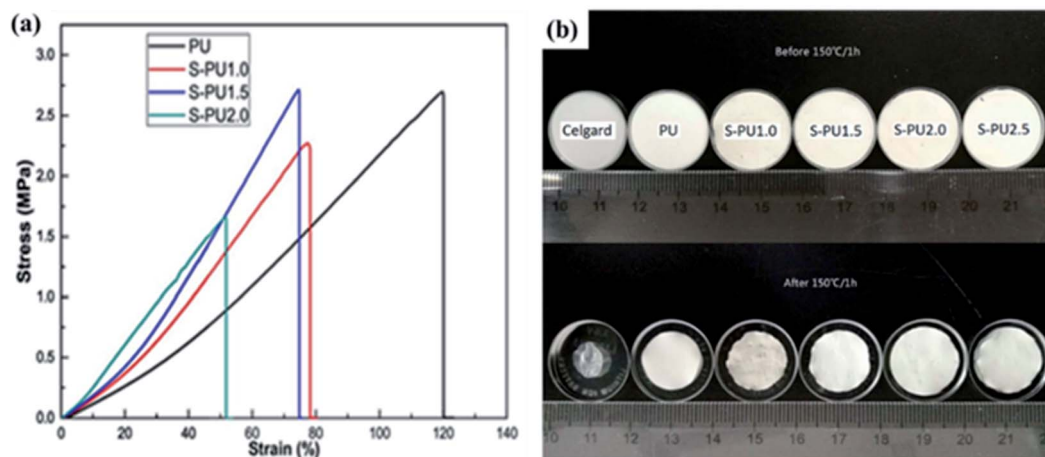 (a)
PU
S-PU1.0
S-PU1.5
S-PU2.0
3.0
2.5
2.0
1.5
1.0
0.5
0.0
Stress (MPa)
0 20 40 60 80 100 120 140
Strain (%)
(b)
Before 150℃/1h
Celgard PU S-PU1.0 S-PU1.5 S-PU2.0 S-PU2.5
10 11 12 13 14 15 16 17 18 19 20 21
After 150℃/1h
10 11 12 13 14 15 16 17 18 19 20 21